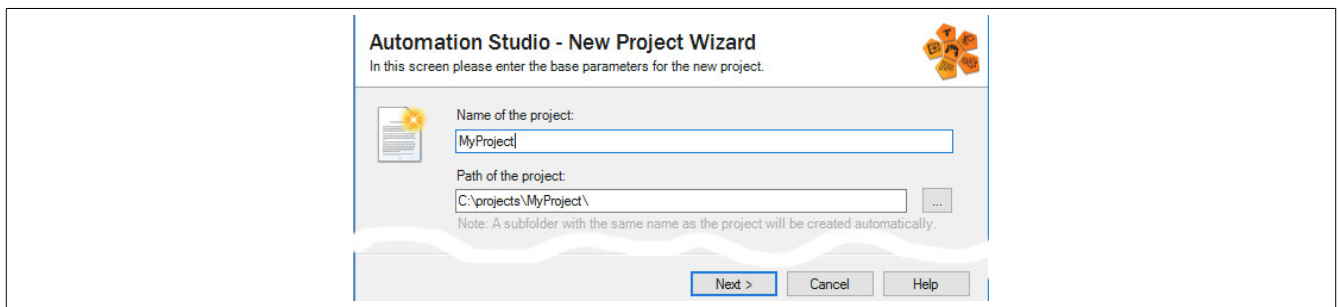 Automation Studio - New Project Wizard
In this screen please enter the base parameters for the new project.
Name of the project:
MyProject
Path of the project:
C:\projects\MyProject\
...
Note: A subfolder with the same name as the project will be created automatically.
Next >
Cancel
Help